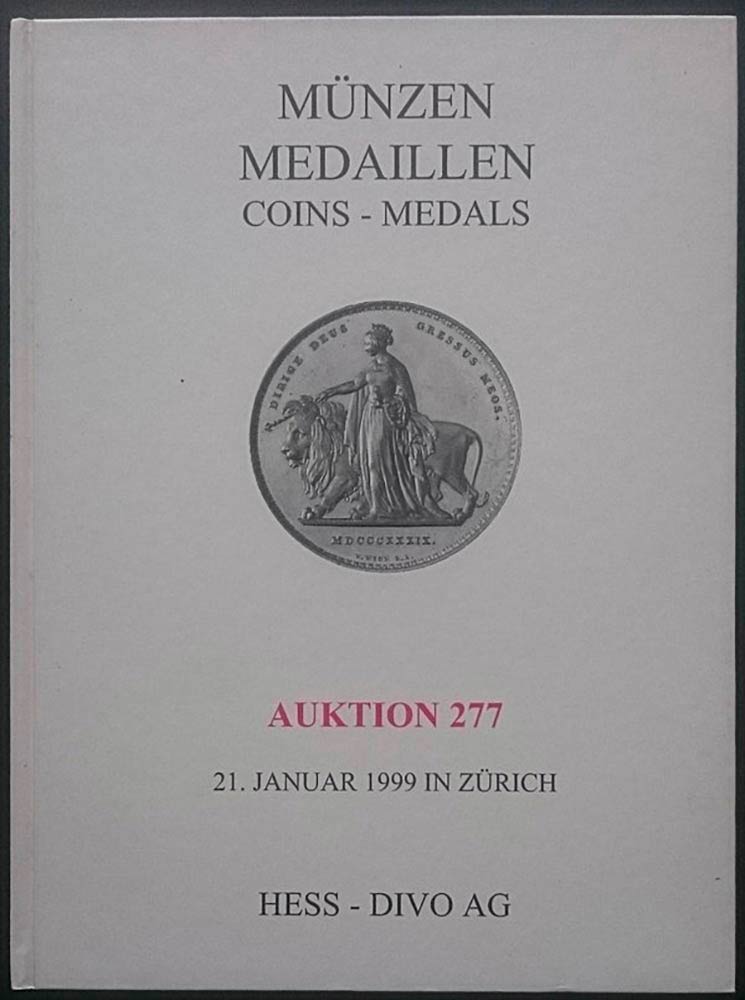 MÜNZEN
MEDAILLEN
COINS - MEDALS
DIRIGE DEUS GRESSUS MEOS.
MDCCCXXXIX.
W. WYON R.A.
AUKTION 277
21. JANUAR 1999 IN ZÜRICH
HESS - DIVO AG